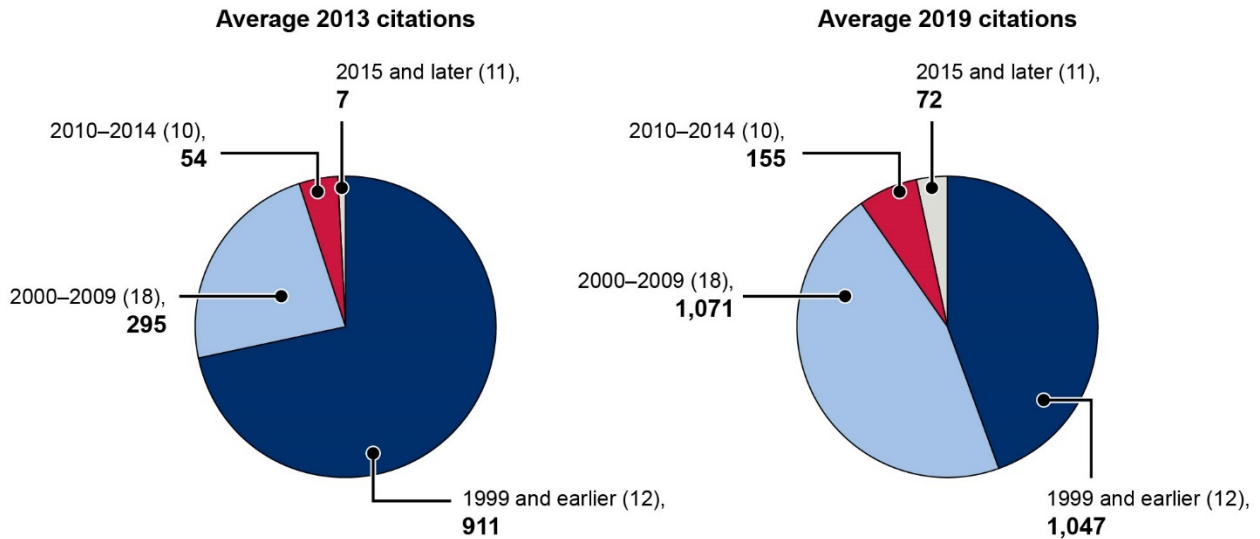 Average 2013 citations
2015 and later (11),
7
2010–2014 (10),
54
2000–2009 (18),
295
1999 and earlier (12),
911
Average 2019 citations
2015 and later (11),
72
2010–2014 (10),
155
2000–2009 (18),
1,071
1999 and earlier (12),
1,047